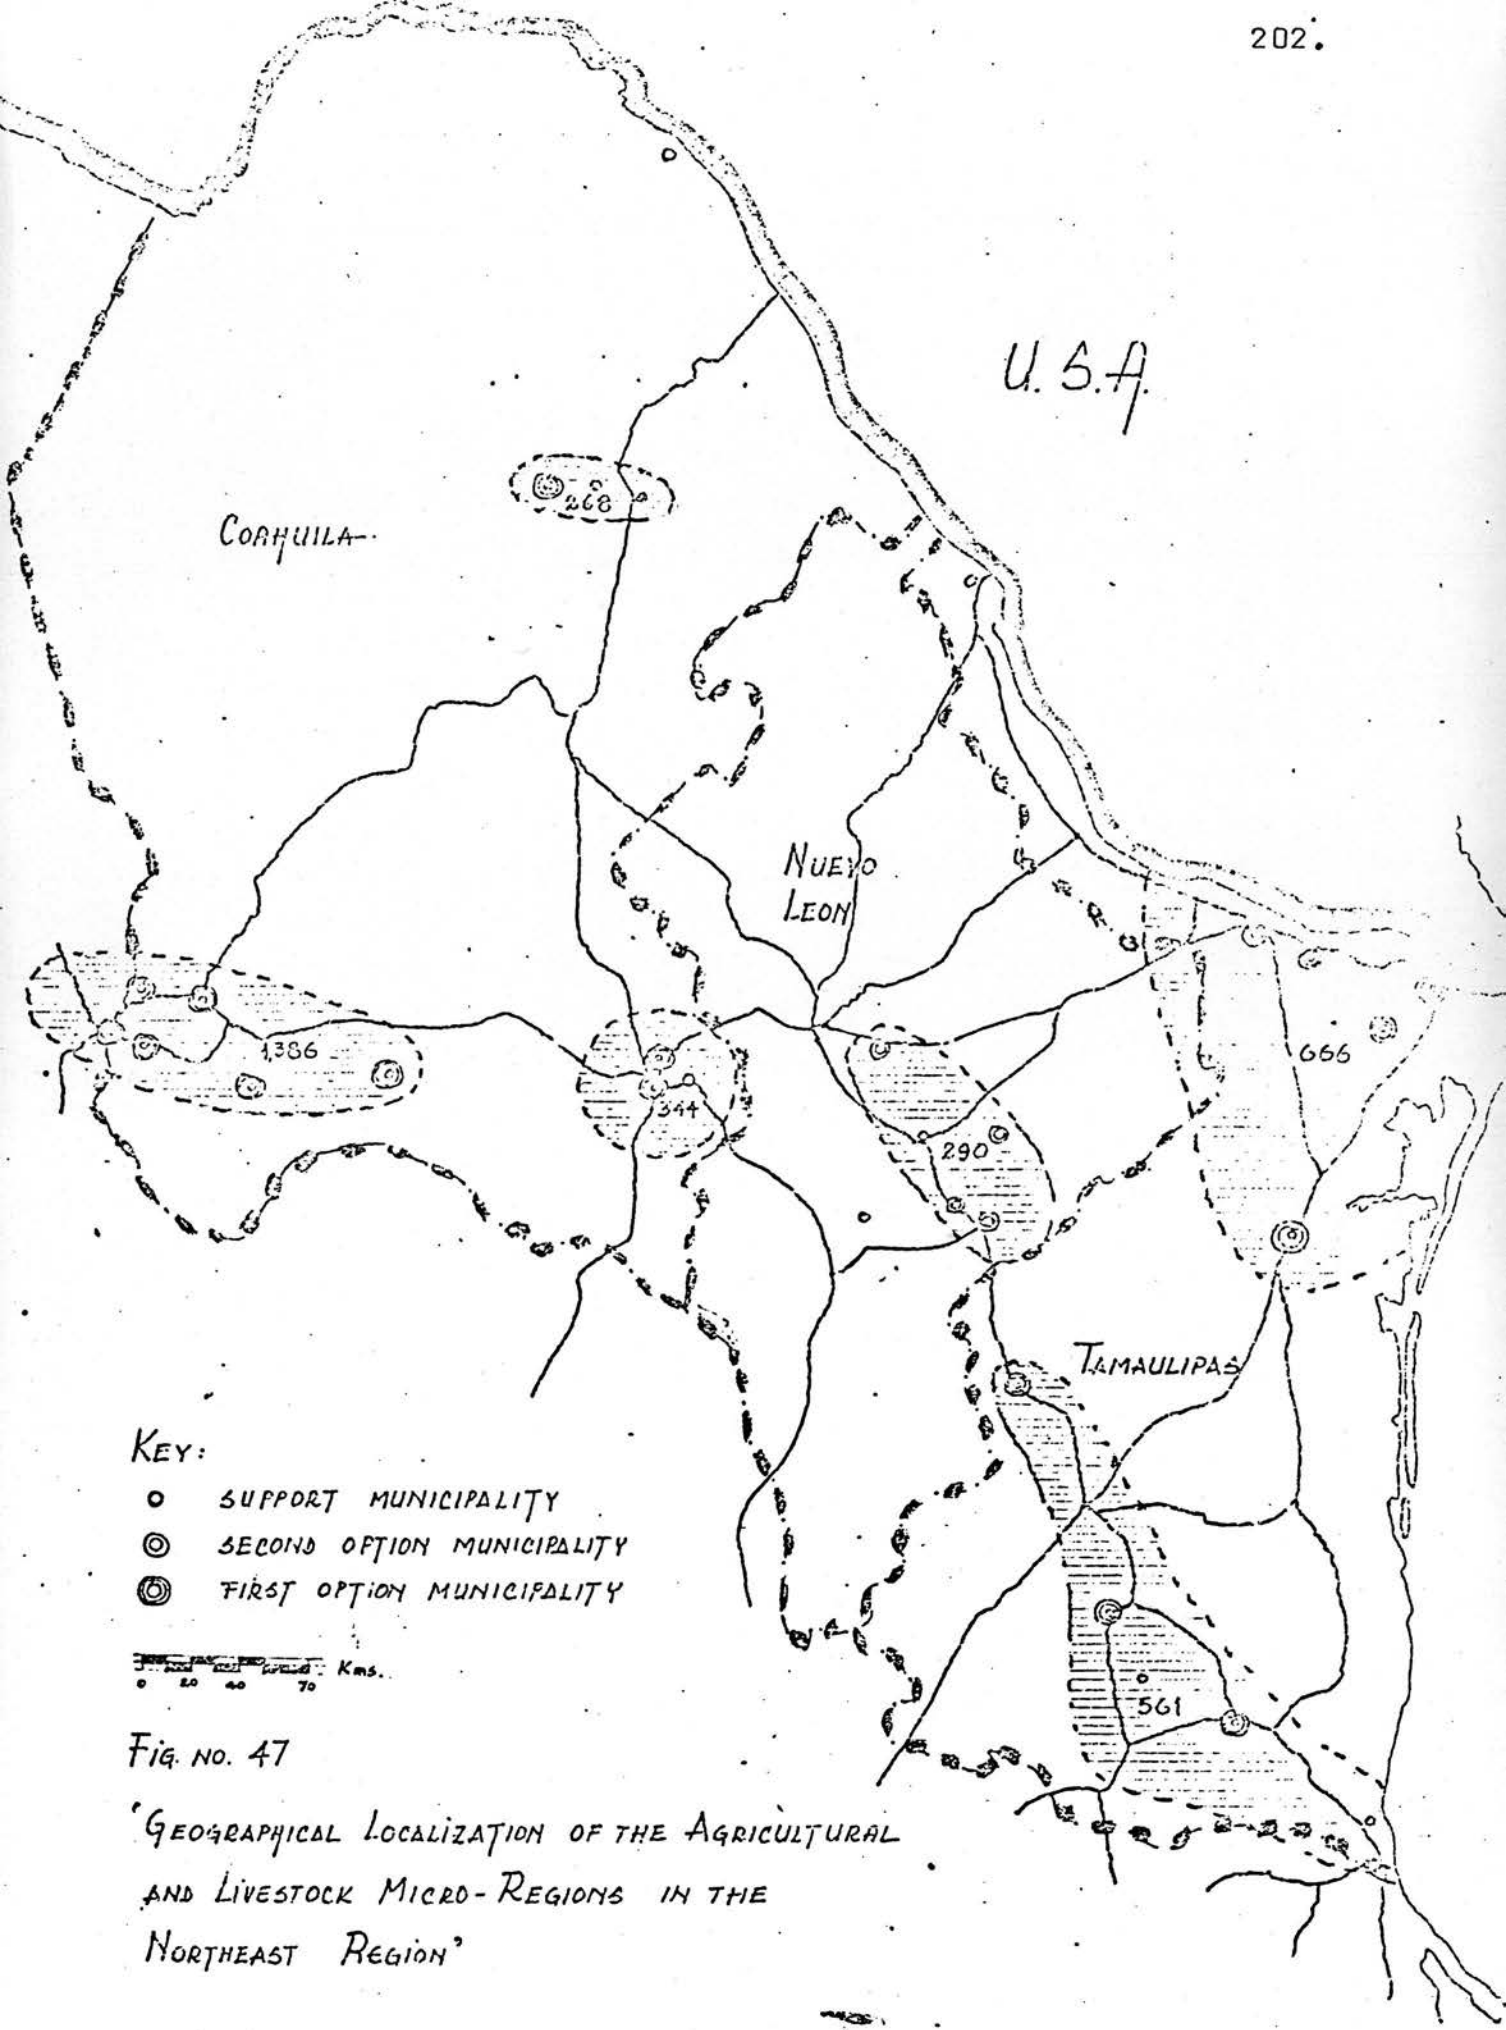 202.
U.S.A.
COAHUILA
268
NUEVO
LEON
1,386
344
290
666
TAMAULIPAS
561
KEY:
SUPPORT MUNICIPALITY
SECOND OPTION MUNICIPALITY
FIRST OPTION MUNICIPALITY
Kms.
0 20 40 70
FIG. NO. 47
'GEOGRAPHICAL LOCALIZATION OF THE AGRICULTURAL
AND LIVESTOCK MICRO-REGIONS IN THE
NORTHEAST REGION'